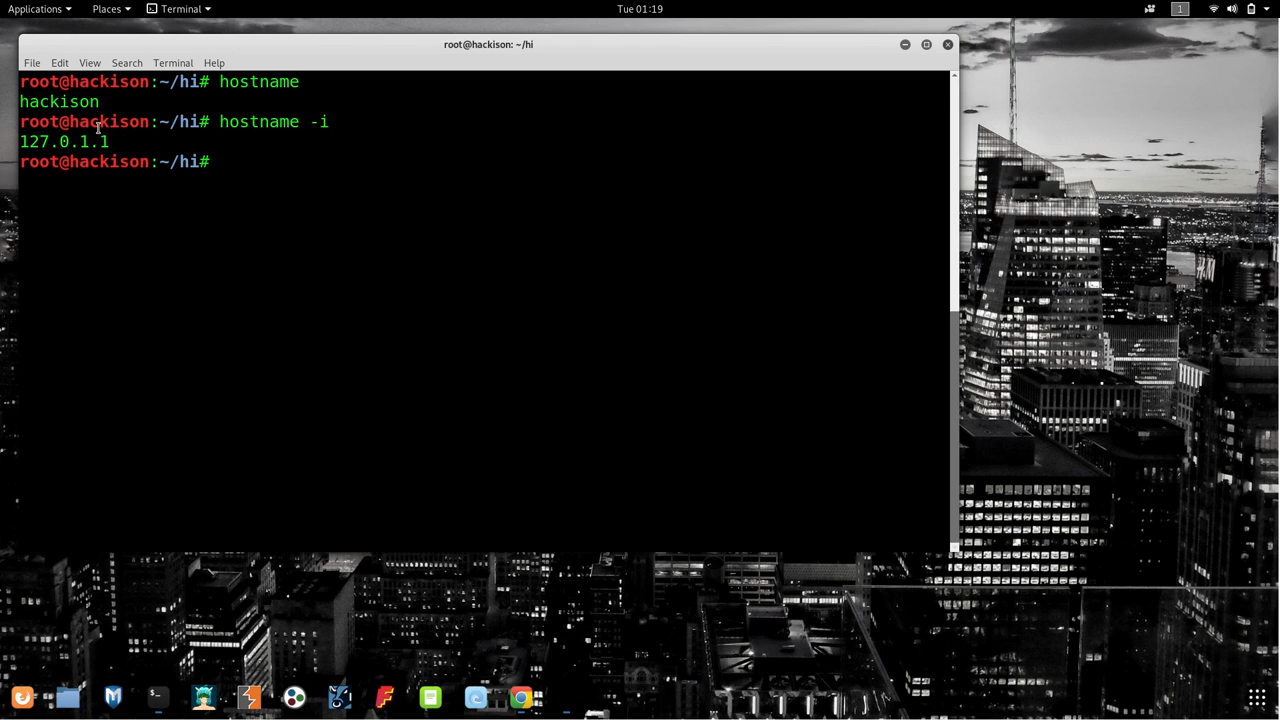 Applications Places Terminal Tue 01:19 1
root@hackison: ~/hi
File Edit View Search Terminal Help
root@hackison:~/hi# hostname
hackison
root@hackison:~/hi# hostname -i
127.0.1.1
root@hackison:~/hi#